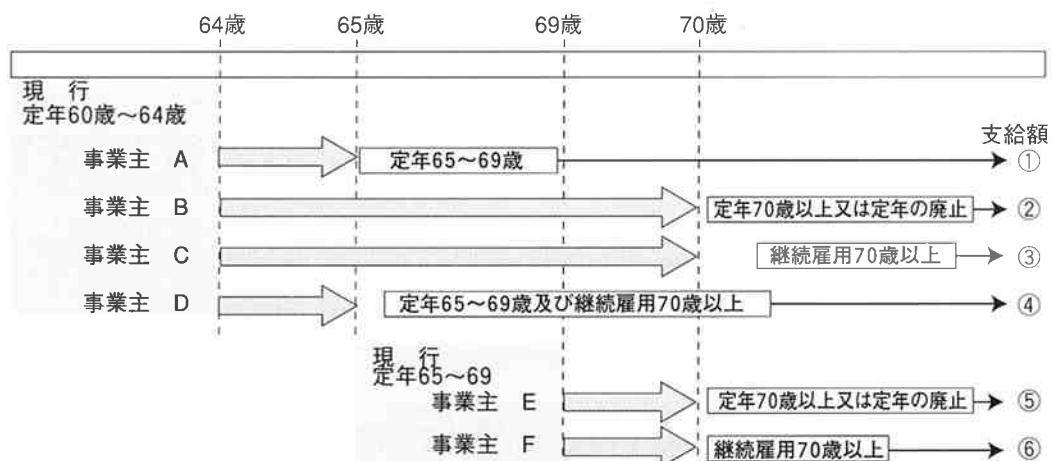 64歳 65歳 69歳 70歳
現 行
定年60歳～64歳
支給額
事業主 A 定年65～69歳 ①
事業主 B 定年70歳以上又は定年の廃止 ②
事業主 C 継続雇用70歳以上 ③
事業主 D 定年65～69歳及び継続雇用70歳以上 ④
現 行
定年65～69
事業主 E 定年70歳以上又は定年の廃止 ⑤
事業主 F 継続雇用70歳以上 ⑥